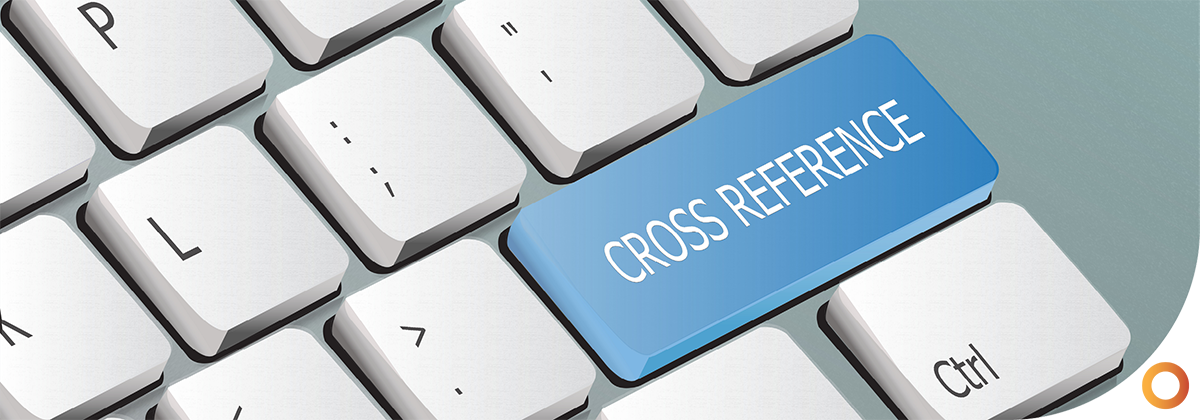 P
"
'
:
;
CROSS REFERENCE
L
K
>
.
Ctrl